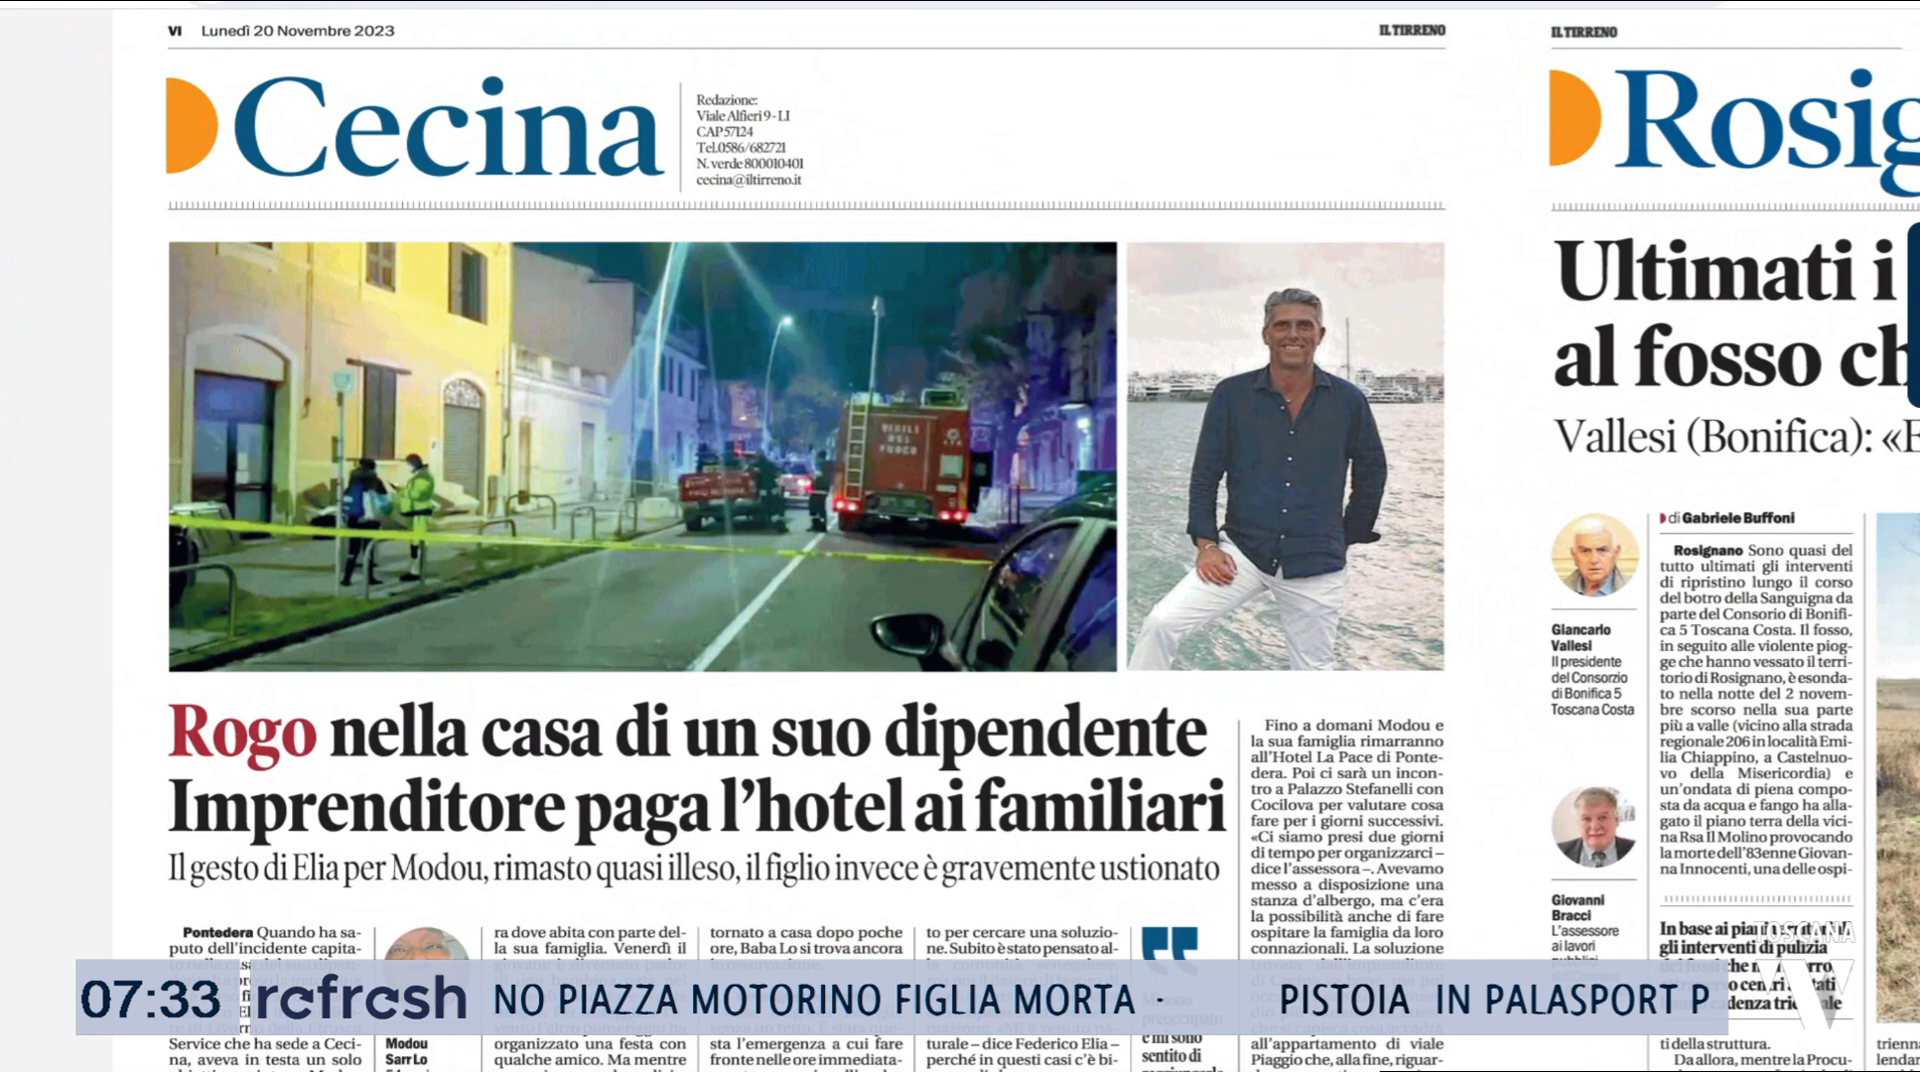 VI Lunedì 20 Novembre 2023 IL TIRRENO
Cecina
Redazione:
Viale Alfieri 9 - LI
CAP 57124
Tel.0586/682721
N. verde 800010401
cecina@iltirreno.it
VIGILI
DEL
FUOCO
Rogo nella casa di un suo dipendente
Imprenditore paga l'hotel ai familiari
Il gesto di Elia per Modou, rimasto quasi illeso, il figlio invece è gravemente ustionato
Pontedera Quando ha sa-
puto dell'incidente capita-
Service che ha sede a Ceci-
na, aveva in testa un solo
Modou
Sarr Lo
ra dove abita con parte del-
la sua famiglia. Venerdì il
organizzato una festa con
qualche amico. Ma mentre
tornato a casa dopo poche
ore, Baba Lo si trova ancora
sta l'emergenza a cui fare
fronte nelle ore immediata-
to per cercare una soluzio-
ne. Subito è stato pensato al-
turale – dice Federico Elia –
perché in questi casi c'è bi-
e mi sono
sentito di
Fino a domani Modou e
la sua famiglia rimarranno
all'Hotel La Pace di Ponte-
dera. Poi ci sarà un incon-
tro a Palazzo Stefanelli con
Cocilova per valutare cosa
fare per i giorni successivi.
«Ci siamo presi due giorni
di tempo per organizzarci –
dice l'assessora –. Avevamo
messo a disposizione una
stanza d'albergo, ma c'era
la possibilità anche di fare
ospitare la famiglia da loro
connazionali. La soluzione
all'appartamento di viale
Piaggio che, alla fine, riguar-
IL TIRRENO
Rosig
Ultimati i
al fosso ch
Vallesi (Bonifica): «E
Giancarlo
Vallesi
Il presidente
del Consorzio
di Bonifica 5
Toscana Costa
Giovanni
Bracci
L'assessore
ai lavori
di Gabriele Buffoni
Rosignano Sono quasi del
tutto ultimati gli interventi
di ripristino lungo il corso
del botro della Sanguigna da
parte del Consorio di Bonifi-
ca 5 Toscana Costa. Il fosso,
in seguito alle violente piog-
ge che hanno vessato il terri-
torio di Rosignano, è esonda-
to nella notte del 2 novem-
bre scorso nella sua parte
più a valle (vicino alla strada
regionale 206 in località Emi-
lia Chiappino, a Castelnuo-
vo della Misericordia) e
un'ondata di piena compo-
sta da acqua e fango ha alla-
gato il piano terra della vici-
na Rsa Il Molino provocando
la morte dell'83enne Giovan-
na Innocenti, una delle ospi-
In base ai piani
gli interventi di pulizia
ti della struttura.
Da allora, mentre la Procu-
trienn
lendar
TOSCANA
TV
07:33 refresh NO PIAZZA MOTORINO FIGLIA MORTA · PISTOIA IN PALASPORT P